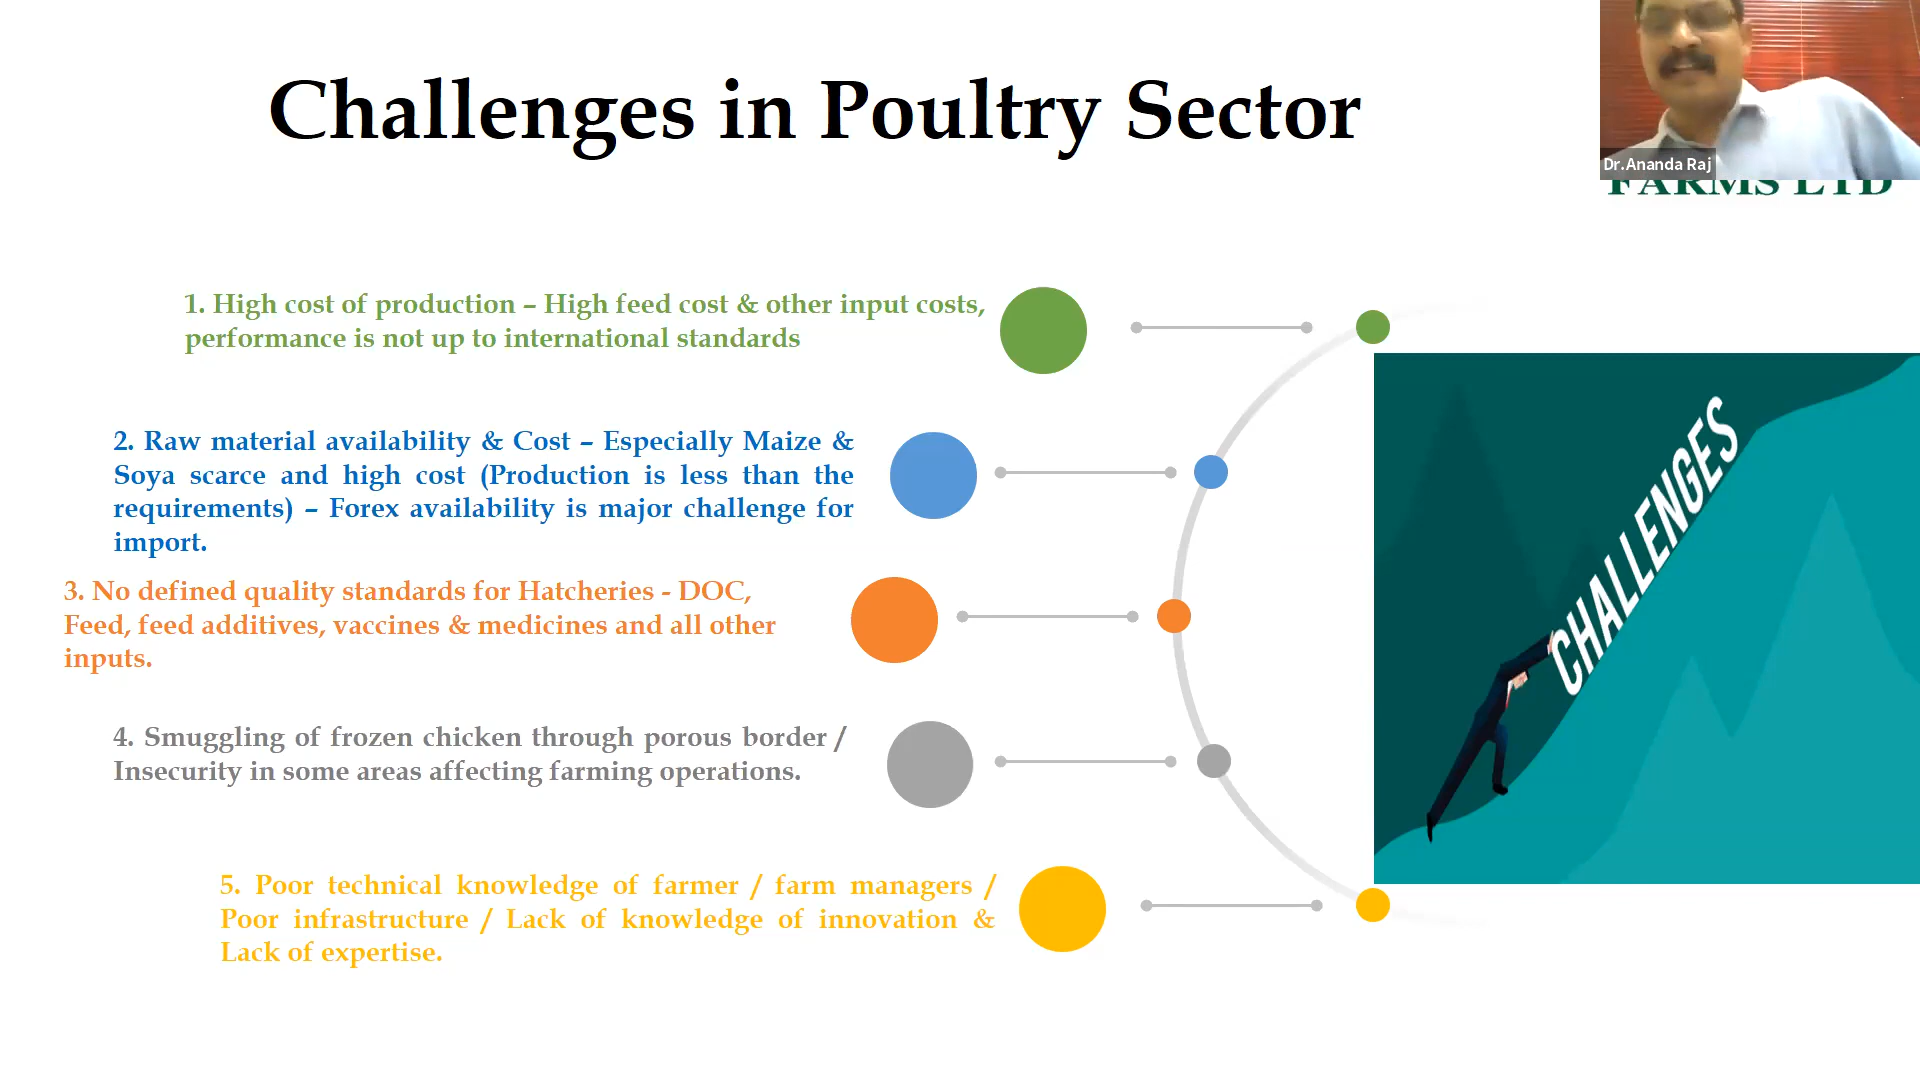 Challenges in Poultry Sector
Dr.Ananda Raj
FARMS LTD
1. High cost of production – High feed cost & other input costs,
performance is not up to international standards
2. Raw material availability & Cost – Especially Maize &
Soya scarce and high cost (Production is less than the
requirements) – Forex availability is major challenge for
import.
3. No defined quality standards for Hatcheries - DOC,
Feed, feed additives, vaccines & medicines and all other
inputs.
4. Smuggling of frozen chicken through porous border /
Insecurity in some areas affecting farming operations.
5. Poor technical knowledge of farmer / farm managers /
Poor infrastructure / Lack of knowledge of innovation &
Lack of expertise.
CHALLENGES